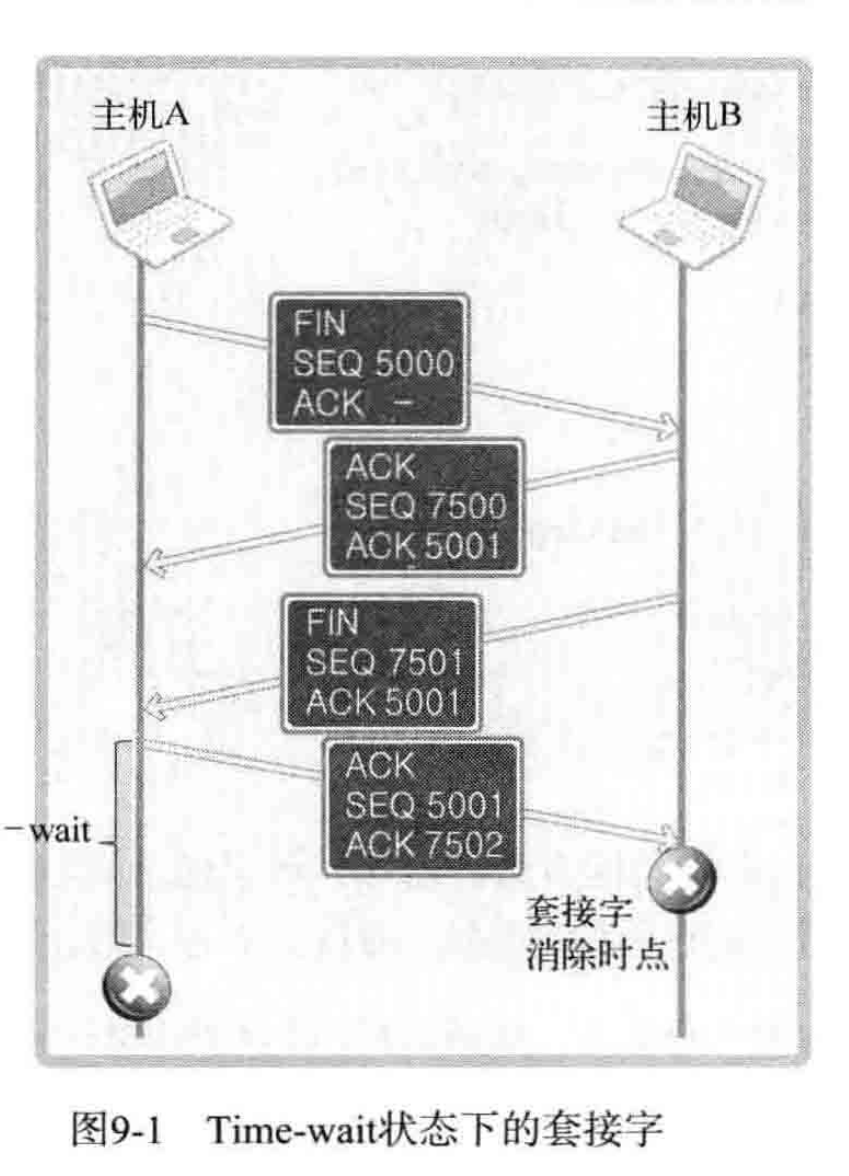 主机A
主机B
FIN
SEQ 5000
ACK -
ACK
SEQ 7500
ACK 5001
FIN
SEQ 7501
ACK 5001
ACK
SEQ 5001
ACK 7502
-wait
套接字
消除时点
图9-1 Time-wait状态下的套接字